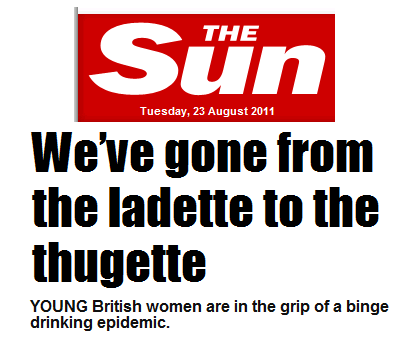 THE
Sun
Tuesday, 23 August 2011
We've gone from
the ladette to the
thugette
YOUNG British women are in the grip of a binge
drinking epidemic.